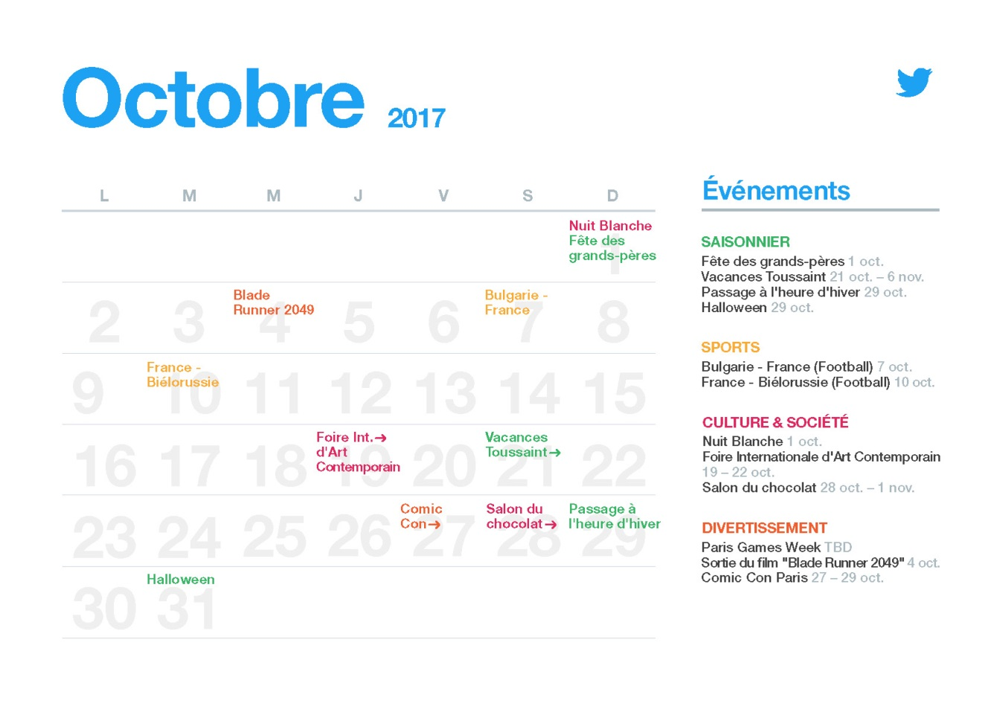 Octobre 2017
L M M J V S D
Nuit Blanche
Fête des
grands-pères
1
Blade
Runner 2049
Bulgarie -
France
2 3 4 5 6 7 8
France -
Biélorussie
9 10 11 12 13 14 15
Foire Int.➔
d'Art
Contemporain
Vacances
Toussaint➔
16 17 18 19 20 21 22
Comic
Con➔
Salon du
chocolat➔
Passage à
l'heure d'hiver
23 24 25 26 27 28 29
Halloween
30 31
Événements
SAISONNIER
Fête des grands-pères 1 oct.
Vacances Toussaint 21 oct. – 6 nov.
Passage à l'heure d'hiver 29 oct.
Halloween 29 oct.
SPORTS
Bulgarie - France (Football) 7 oct.
France - Biélorussie (Football) 10 oct.
CULTURE & SOCIÉTÉ
Nuit Blanche 1 oct.
Foire Internationale d'Art Contemporain
19 – 22 oct.
Salon du chocolat 28 oct. – 1 nov.
DIVERTISSEMENT
Paris Games Week TBD
Sortie du film "Blade Runner 2049" 4 oct.
Comic Con Paris 27 – 29 oct.